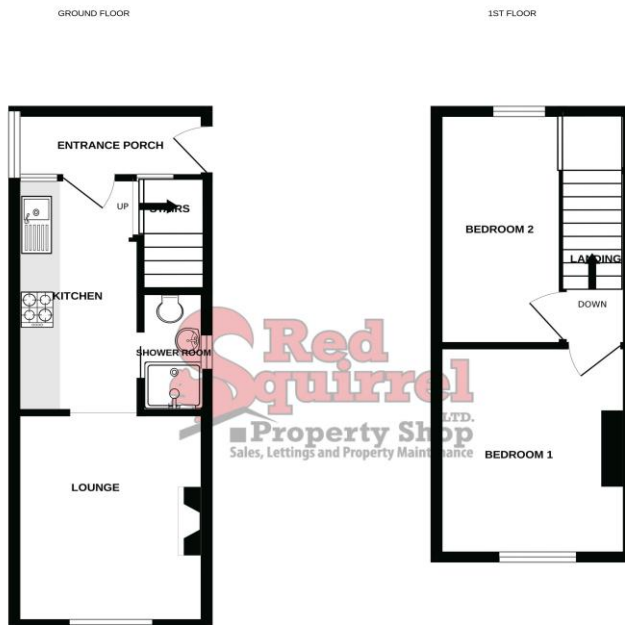 GROUND FLOOR
1ST FLOOR
ENTRANCE PORCH
UP
STAIRS
BEDROOM 2
LANDING
KITCHEN
DOWN
SHOWER ROOM
Red
Squirrel
LTD.
Property Shop
Sales, Lettings and Property Maintenance
BEDROOM 1
LOUNGE